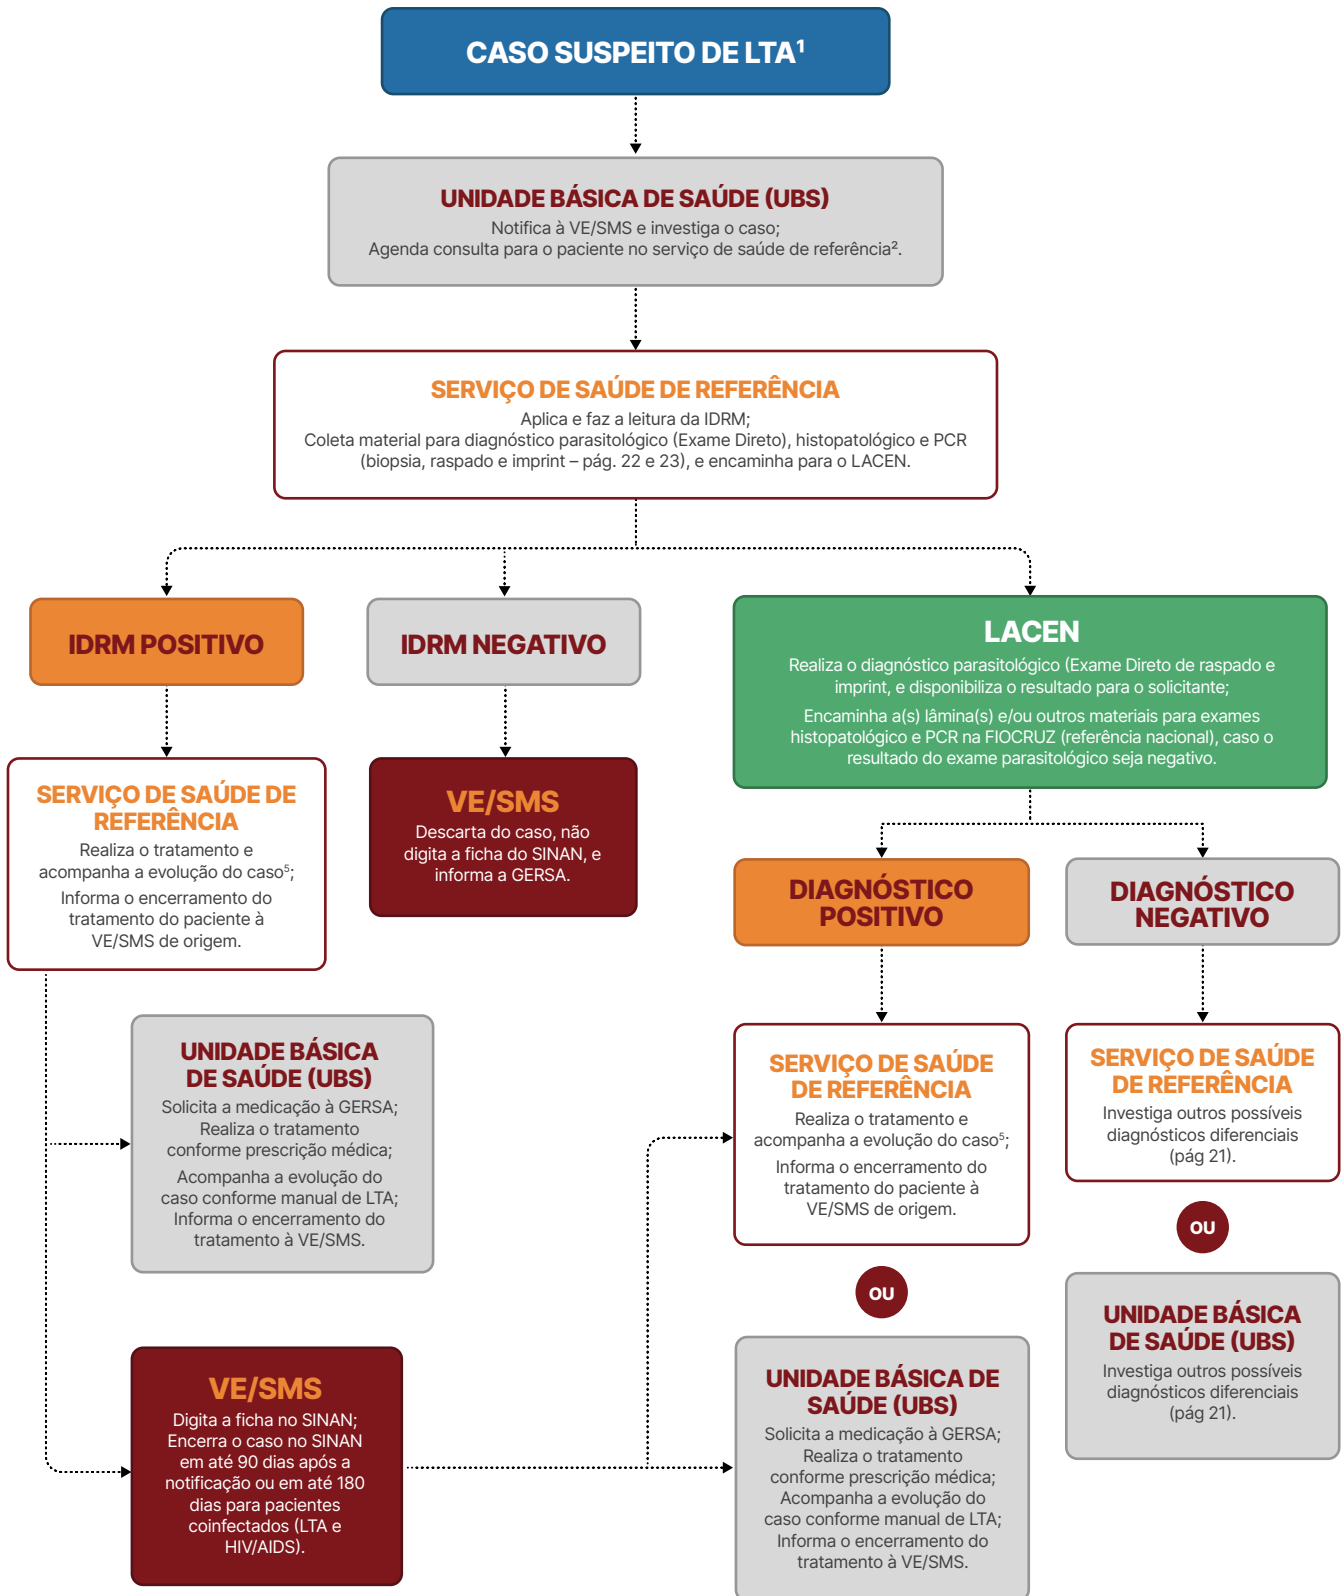 CASO SUSPEITO DE LTA¹
UNIDADE BÁSICA DE SAÚDE (UBS)
Notifica à VE/SMS e investiga o caso;
Agenda consulta para o paciente no serviço de saúde de referência².
SERVIÇO DE SAÚDE DE REFERÊNCIA
Aplica e faz a leitura da IDRM;
Coleta material para diagnóstico parasitológico (Exame Direto), histopatológico e PCR
(biopsia, raspado e imprint – pág. 22 e 23), e encaminha para o LACEN.
IDRM POSITIVO
IDRM NEGATIVO
LACEN
Realiza o diagnóstico parasitológico (Exame Direto de raspado e
imprint, e disponibiliza o resultado para o solicitante;
Encaminha a(s) lâmina(s) e/ou outros materiais para exames
histopatológico e PCR na FIOCRUZ (referência nacional), caso o
resultado do exame parasitológico seja negativo.
SERVIÇO DE SAÚDE DE
REFERÊNCIA
Realiza o tratamento e
acompanha a evolução do caso⁵;
Informa o encerramento do
tratamento do paciente à
VE/SMS de origem.
VE/SMS
Descarta do caso, não
digita a ficha do SINAN, e
informa a GERSA.
DIAGNÓSTICO
POSITIVO
DIAGNÓSTICO
NEGATIVO
UNIDADE BÁSICA
DE SAÚDE (UBS)
Solicita a medicação à GERSA;
Realiza o tratamento
conforme prescrição médica;
Acompanha a evolução do
caso conforme manual de LTA;
Informa o encerramento do
tratamento à VE/SMS.
SERVIÇO DE SAÚDE
DE REFERÊNCIA
Realiza o tratamento e
acompanha a evolução do caso⁵;
Informa o encerramento do
tratamento do paciente à
VE/SMS de origem.
SERVIÇO DE SAÚDE
DE REFERÊNCIA
Investiga outros possíveis
diagnósticos diferenciais
(pág 21).
OU
OU
VE/SMS
Digita a ficha no SINAN;
Encerra o caso no SINAN
em até 90 dias após a
notificação ou em até 180
dias para pacientes
coinfectados (LTA e
HIV/AIDS).
UNIDADE BÁSICA DE
SAÚDE (UBS)
Solicita a medicação à GERSA;
Realiza o tratamento
conforme prescrição médica;
Acompanha a evolução do
caso conforme manual de LTA;
Informa o encerramento do
tratamento à VE/SMS.
UNIDADE BÁSICA
DE SAÚDE (UBS)
Investiga outros possíveis
diagnósticos diferenciais
(pág 21).